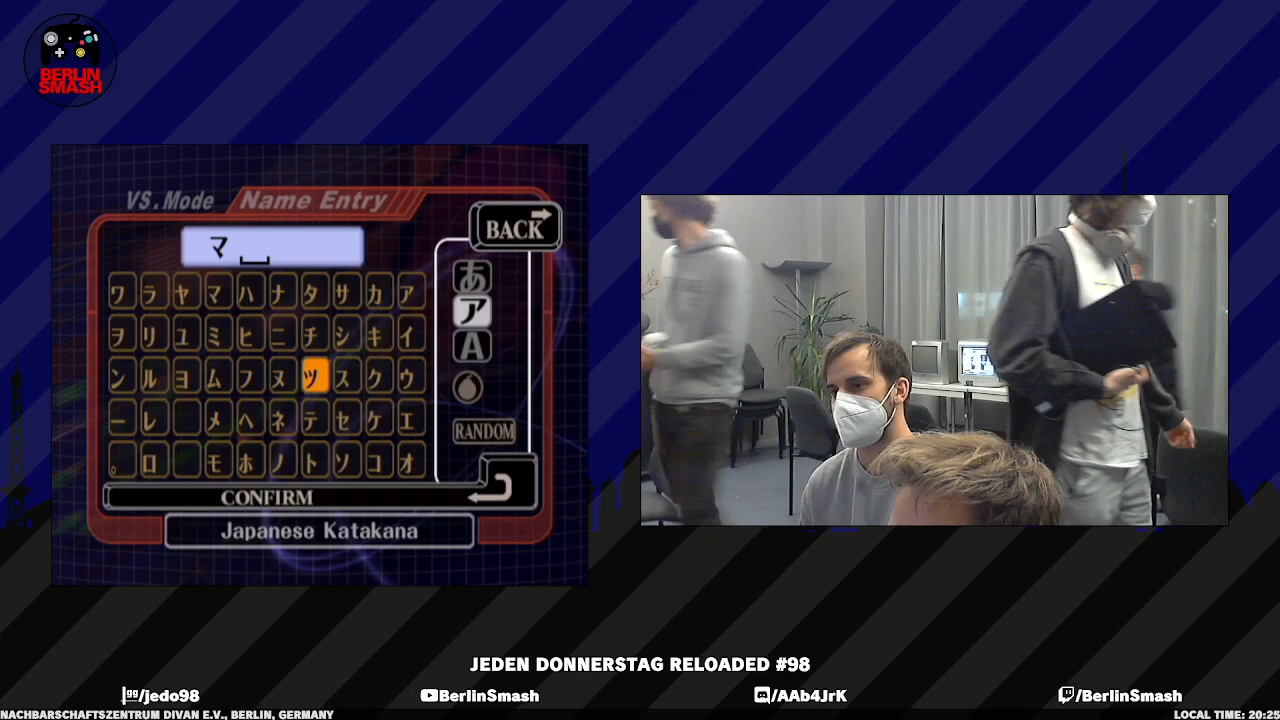 BERLIN
SMASH
VS.Mode Name Entry
BACK
マ
あ
ア
A
RANDOM
ワ ラ ヤ マ ハ ナ タ サ カ ア
ヲ リ ユ ミ ヒ ニ チ シ キ イ
ン ル ヨ ム フ ヌ ツ ス ク ウ
ー レ メ ヘ ネ テ セ ケ エ
。 ロ モ ホ ノ ト ソ コ オ
CONFIRM
Japanese Katakana
JEDEN DONNERSTAG RELOADED #98
gg/jedo98
BerlinSmash
/AAb4JrK
/BerlinSmash
NACHBARSCHAFTSZENTRUM DIVAN E.V., BERLIN, GERMANY
LOCAL TIME: 20:25